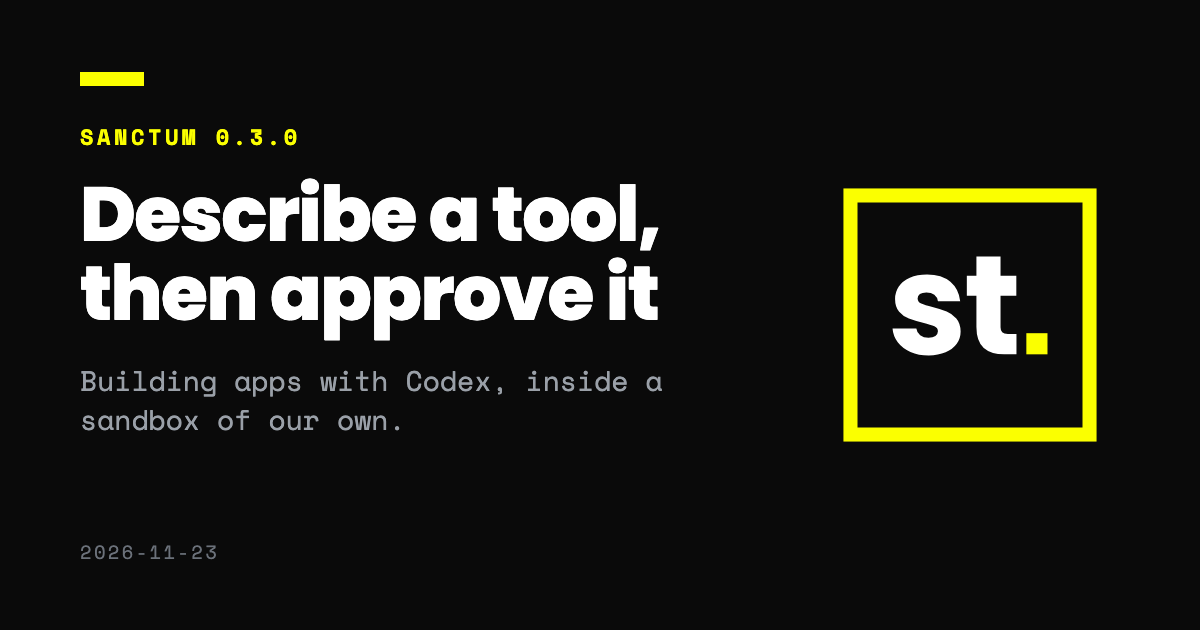 SANCTUM 0.3.0
Describe a tool,
then approve it
st.
Building apps with Codex, inside a
sandbox of our own.
2026-11-23